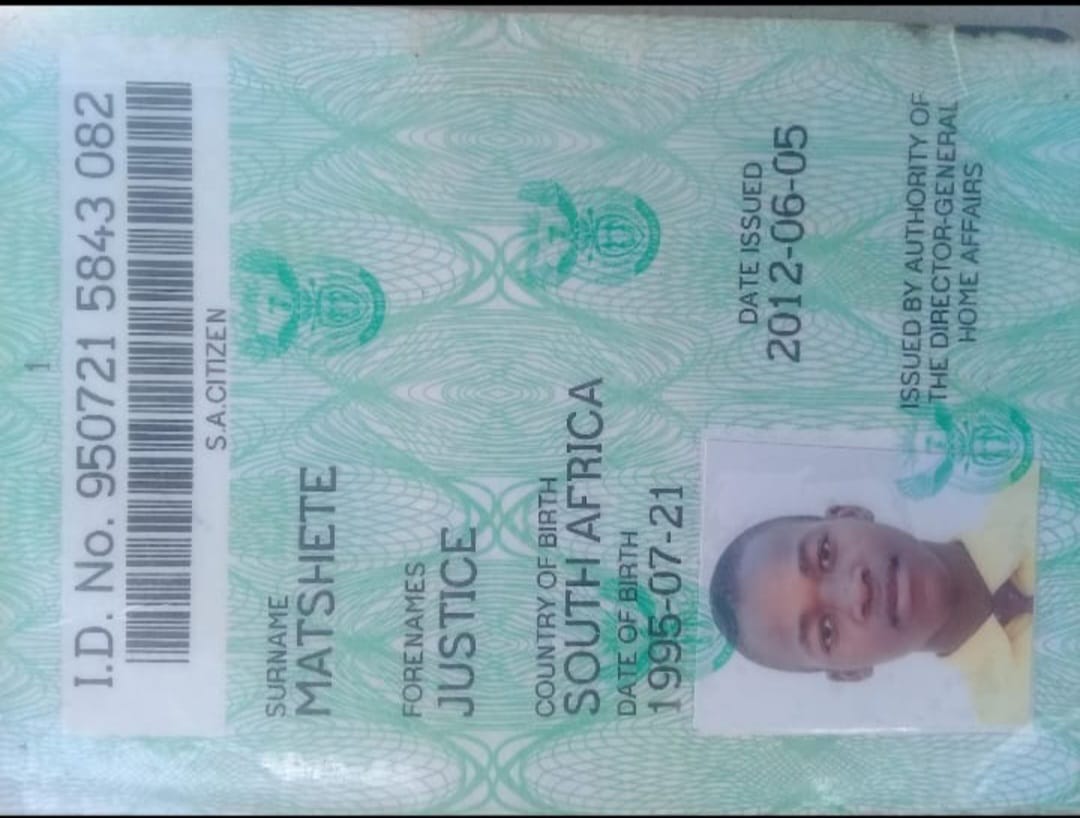 1
I.D. No. 950721 5843 082
S.A.CITIZEN
SURNAME
MATSHETE
FORENAMES
JUSTICE
COUNTRY OF BIRTH
SOUTH AFRICA
DATE OF BIRTH
1995-07-21
DATE ISSUED
2012-06-05
ISSUED BY AUTHORITY OF
THE DIRECTOR-GENERAL
HOME AFFAIRS